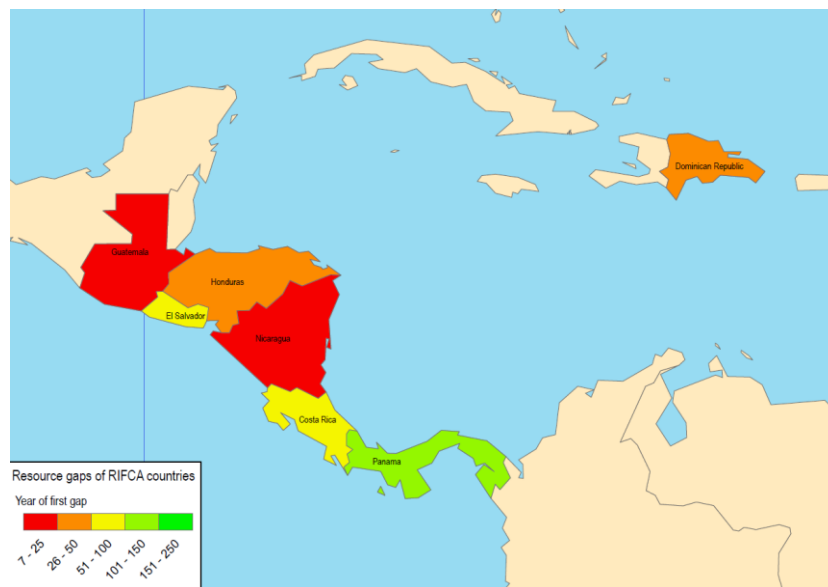 Dominican Republic
Guatemala
Honduras
El Salvador
Nicaragua
Costa Rica
Panama
Resource gaps of RIFCA countries
Year of first gap
7 - 25
26 - 50
51 - 100
101 - 150
151 - 250